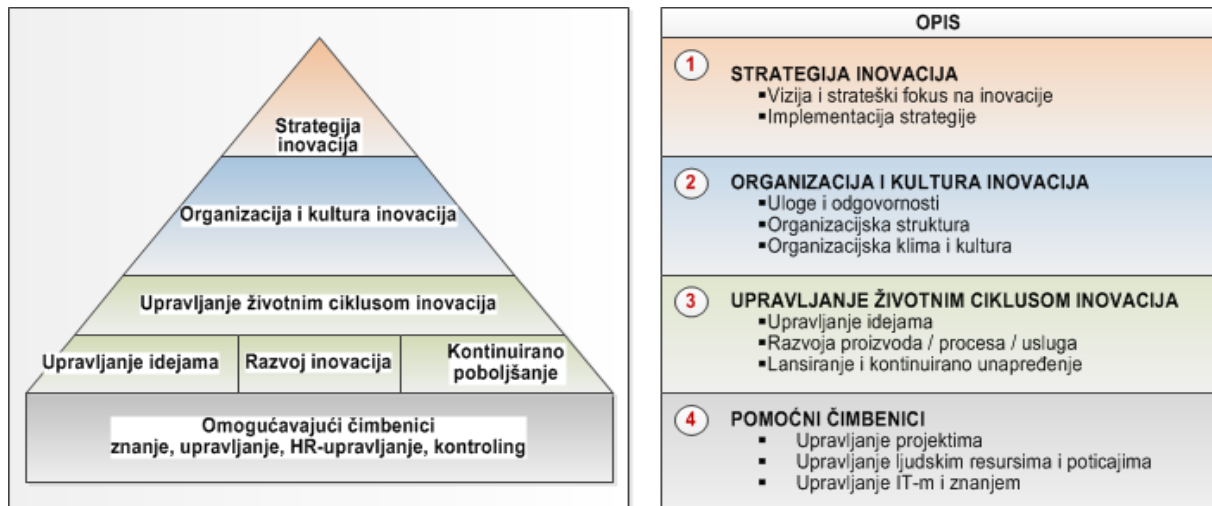 Strategija
inovacija
Organizacija i kultura inovacija
Upravljanje životnim ciklusom inovacija
Upravljanje idejama
Razvoj inovacija
Kontinuirano
poboljšanje
Omogućavajući čimbenici
znanje, upravljanje, HR-upravljanje, kontroling
OPIS
1 STRATEGIJA INOVACIJA
▪Vizija i strateški fokus na inovacije
▪Implementacija strategije
2 ORGANIZACIJA I KULTURA INOVACIJA
▪Uloge i odgovornosti
▪Organizacijska struktura
▪Organizacijska klima i kultura
3 UPRAVLJANJE ŽIVOTNIM CIKLUSOM INOVACIJA
▪Upravljanje idejama
▪Razvoja proizvoda / procesa / usluga
▪Lansiranje i kontinuirano unapređenje
4 POMOĆNI ČIMBENICI
▪ Upravljanje projektima
▪ Upravljanje ljudskim resursima i poticajima
▪ Upravljanje IT-m i znanjem